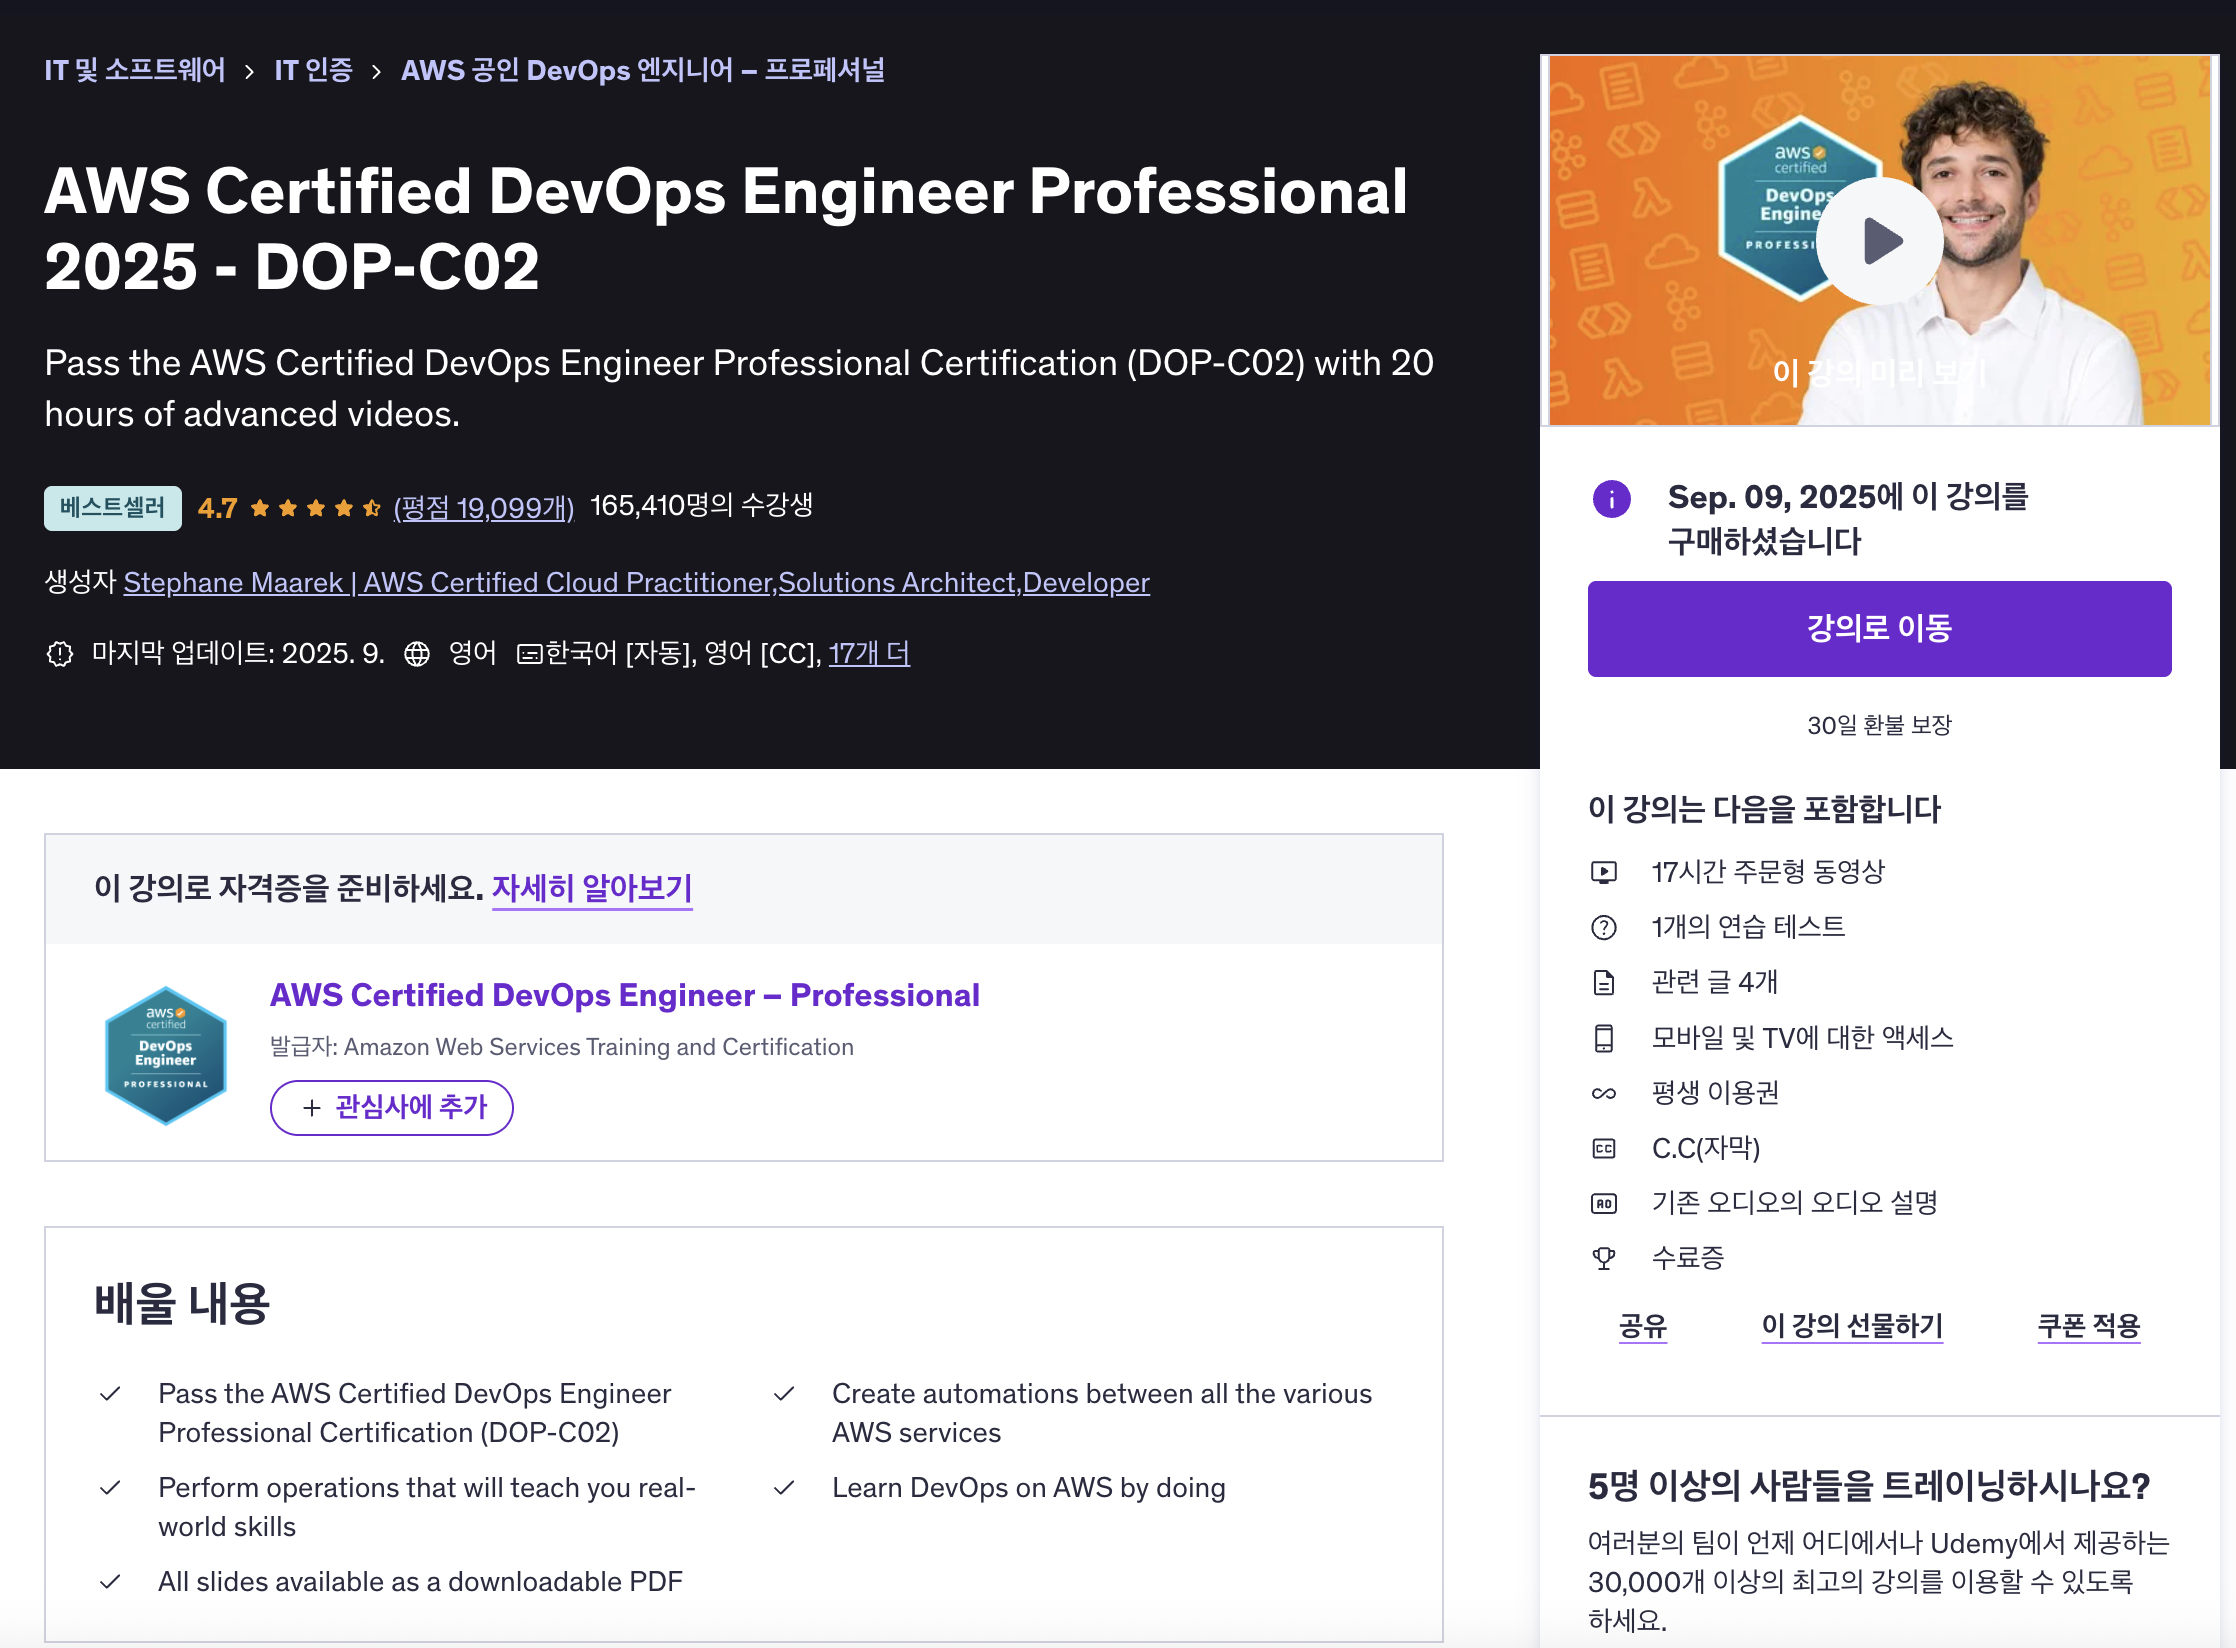 IT 및 소프트웨어 > IT 인증 > AWS 공인 DevOps 엔지니어 – 프로페셔널
AWS Certified DevOps Engineer Professional
2025 - DOP-C02
Pass the AWS Certified DevOps Engineer Professional Certification (DOP-C02) with 20
hours of advanced videos.
베스트셀러 4.7 (평점 19,099개) 165,410명의 수강생
생성자 Stephane Maarek | AWS Certified Cloud Practitioner,Solutions Architect,Developer
마지막 업데이트: 2025. 9. 영어 한국어 [자동], 영어 [CC], 17개 더
이 강의로 자격증을 준비하세요. 자세히 알아보기
aws
certified
DevOps
Engineer
PROFESSIONAL
AWS Certified DevOps Engineer – Professional
발급자: Amazon Web Services Training and Certification
+ 관심사에 추가
배울 내용
Pass the AWS Certified DevOps Engineer
Professional Certification (DOP-C02)
Perform operations that will teach you real-
world skills
All slides available as a downloadable PDF
Create automations between all the various
AWS services
Learn DevOps on AWS by doing
aws
certified
DevOps
Engine
PROFESSI
이 강의 미리 보기
Sep. 09, 2025에 이 강의를
구매하셨습니다
강의로 이동
30일 환불 보장
이 강의는 다음을 포함합니다
17시간 주문형 동영상
1개의 연습 테스트
관련 글 4개
모바일 및 TV에 대한 액세스
평생 이용권
CC C.C(자막)
AD 기존 오디오의 오디오 설명
수료증
공유 이 강의 선물하기 쿠폰 적용
5명 이상의 사람들을 트레이닝하시나요?
여러분의 팀이 언제 어디에서나 Udemy에서 제공하는
30,000개 이상의 최고의 강의를 이용할 수 있도록
하세요.